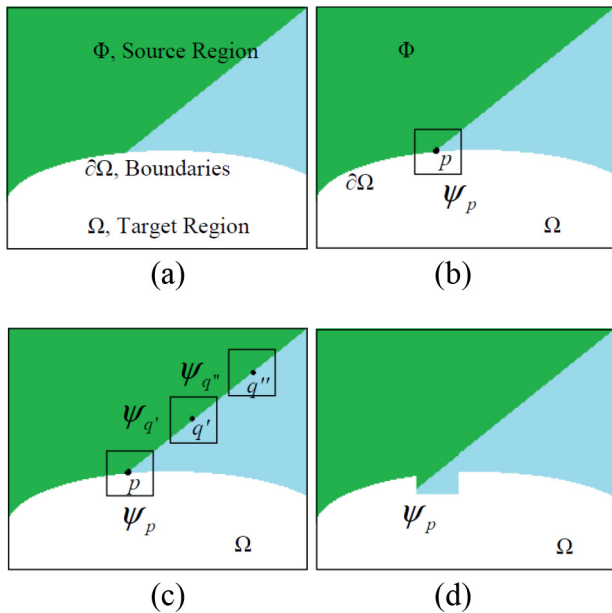 Φ, Source Region
∂Ω, Boundaries
Ω, Target Region
(a)
Φ
p
∂Ω
ψp
Ω
(b)
ψq''
q''
ψq'
q'
p
ψp
Ω
(c)
ψp
Ω
(d)